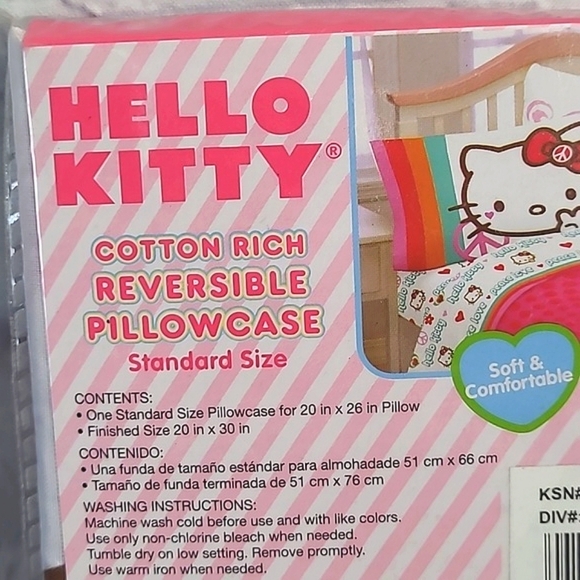 HELLO
KITTY®
COTTON RICH
REVERSIBLE
PILLOWCASE
Standard Size
Soft &
Comfortable
CONTENTS:
• One Standard Size Pillowcase for 20 in x 26 in Pillow
• Finished Size 20 in x 30 in
CONTENIDO:
• Una funda de tamaño estándar para almohadade 51 cm x 66 cm
• Tamaño de funda terminada de 51 cm x 76 cm
WASHING INSTRUCTIONS:
Machine wash cold before use and with like colors.
Use only non-chlorine bleach when needed.
Tumble dry on low setting. Remove promptly.
Use warm iron when needed.
KSN#
DIV#: